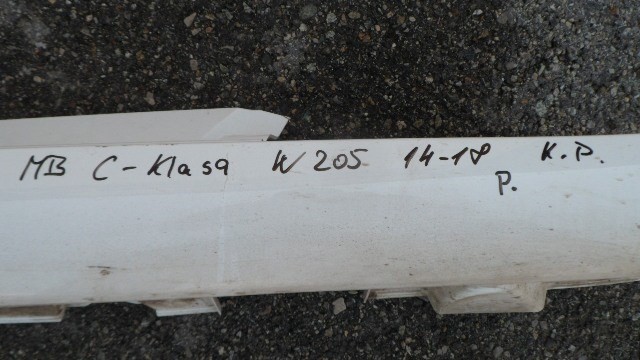 MB C-Klasa W205 14-18 K.P.
P.